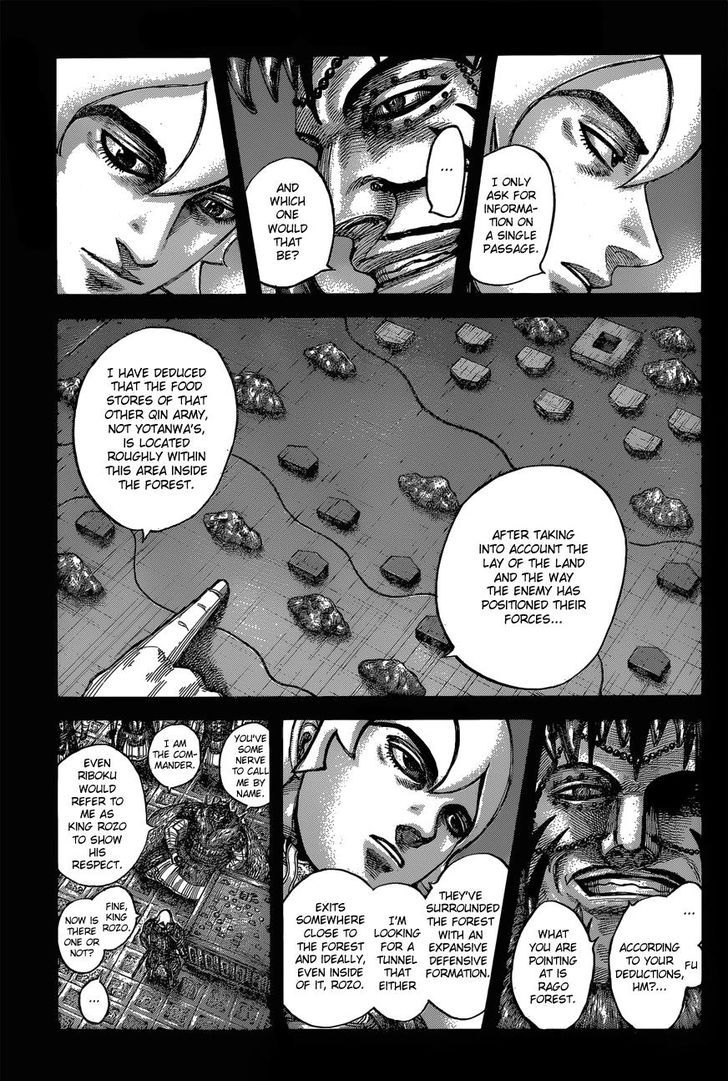 I ONLY
ASK FOR
INFORMA-
TION ON
A SINGLE
PASSAGE.
...
AND
WHICH
ONE
WOULD
THAT
BE?
AFTER TAKING
INTO ACCOUNT THE
LAY OF THE LAND
AND THE WAY
THE ENEMY HAS
POSITIONED THEIR
FORCES...
I HAVE DEDUCED
THAT THE FOOD
STORES OF THAT
OTHER QIN ARMY,
NOT YOTANWA'S,
IS LOCATED
ROUGHLY WITHIN
THIS AREA INSIDE
THE FOREST.
...
FU
ACCORDING
TO YOUR
DEDUCTIONS,
HM?...
WHAT
YOU ARE
POINTING
AT IS
RAGO
FOREST.
THEY'VE
SURROUNDED
THE FOREST
WITH AN
EXPANSIVE
DEFENSIVE
FORMATION.
I'M
LOOKING
FOR A
TUNNEL
THAT
EITHER
EXITS
SOMEWHERE
CLOSE TO
THE FOREST
AND IDEALLY,
EVEN INSIDE
OF IT, ROZO.
YOU'VE
SOME
NERVE
TO CALL
ME BY
NAME.
I AM
THE COM-
MANDER.
EVEN
RIBOKU
WOULD
REFER TO
ME AS
KING ROZO
TO SHOW
HIS
RESPECT.
FINE,
KING
ROZO.
NOW IS
THERE
ONE OR
NOT?
...